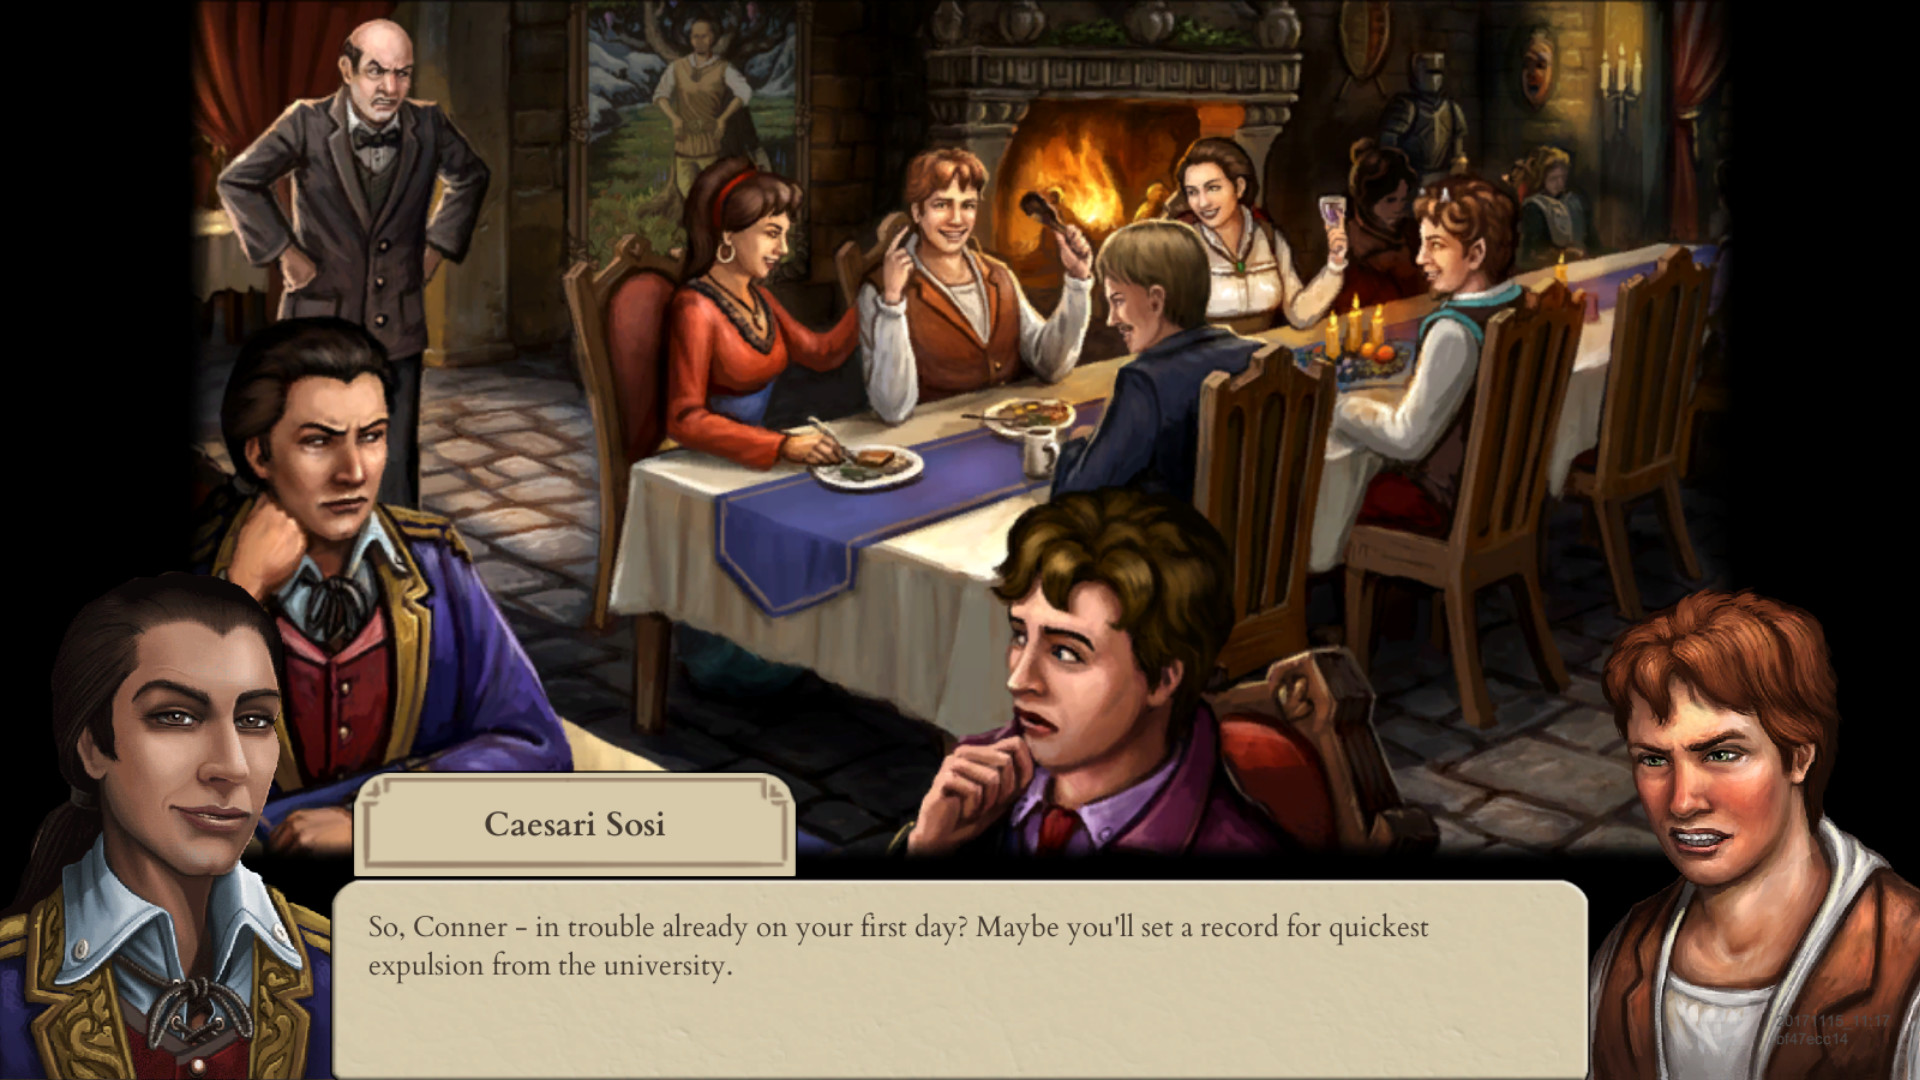 Caesari Sosi
So, Conner - in trouble already on your first day? Maybe you'll set a record for quickest
expulsion from the university.